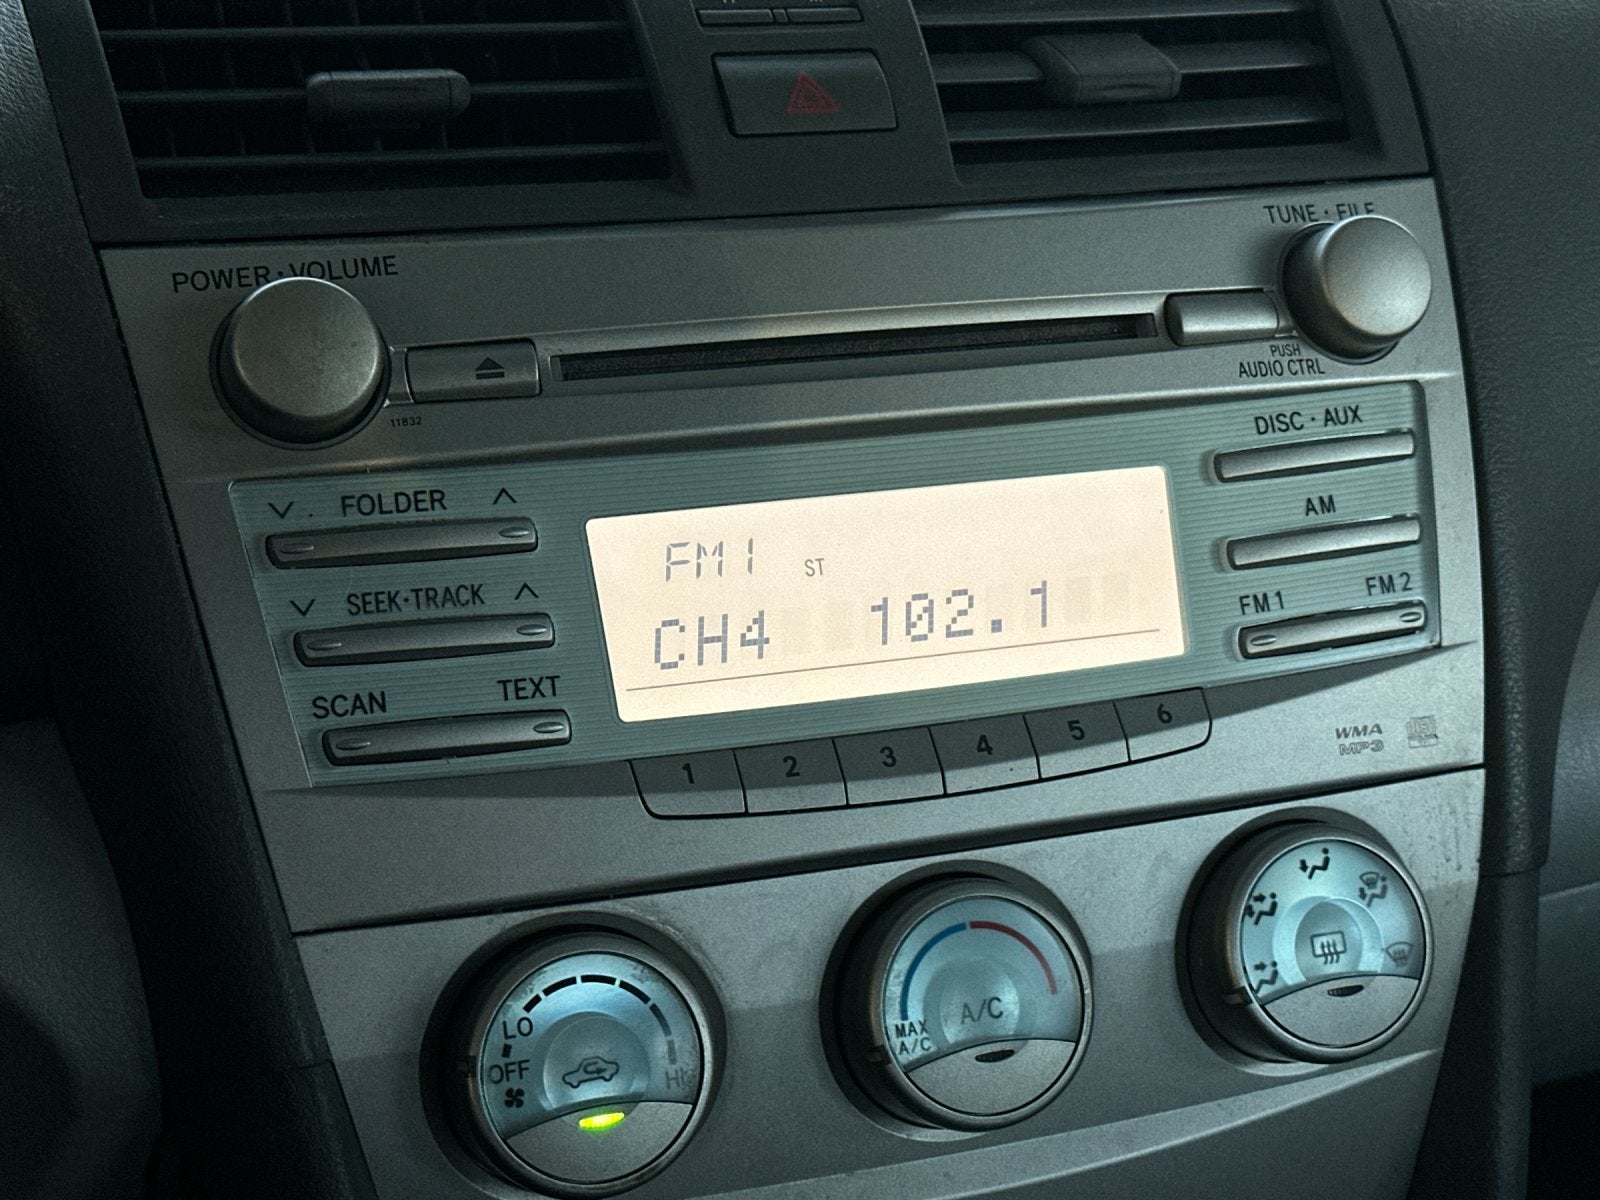 TUNE · FILE
POWER · VOLUME
PUSH
AUDIO CTRL
11832
DISC · AUX
∨ FOLDER ∧
AM
FM1 ST
∨ SEEK·TRACK ∧
FM1 FM2
CH4 102.1
SCAN TEXT
1 2 3 4 5 6
WMA
MP3
LO
OFF
HI
A/C
MAX
A/C